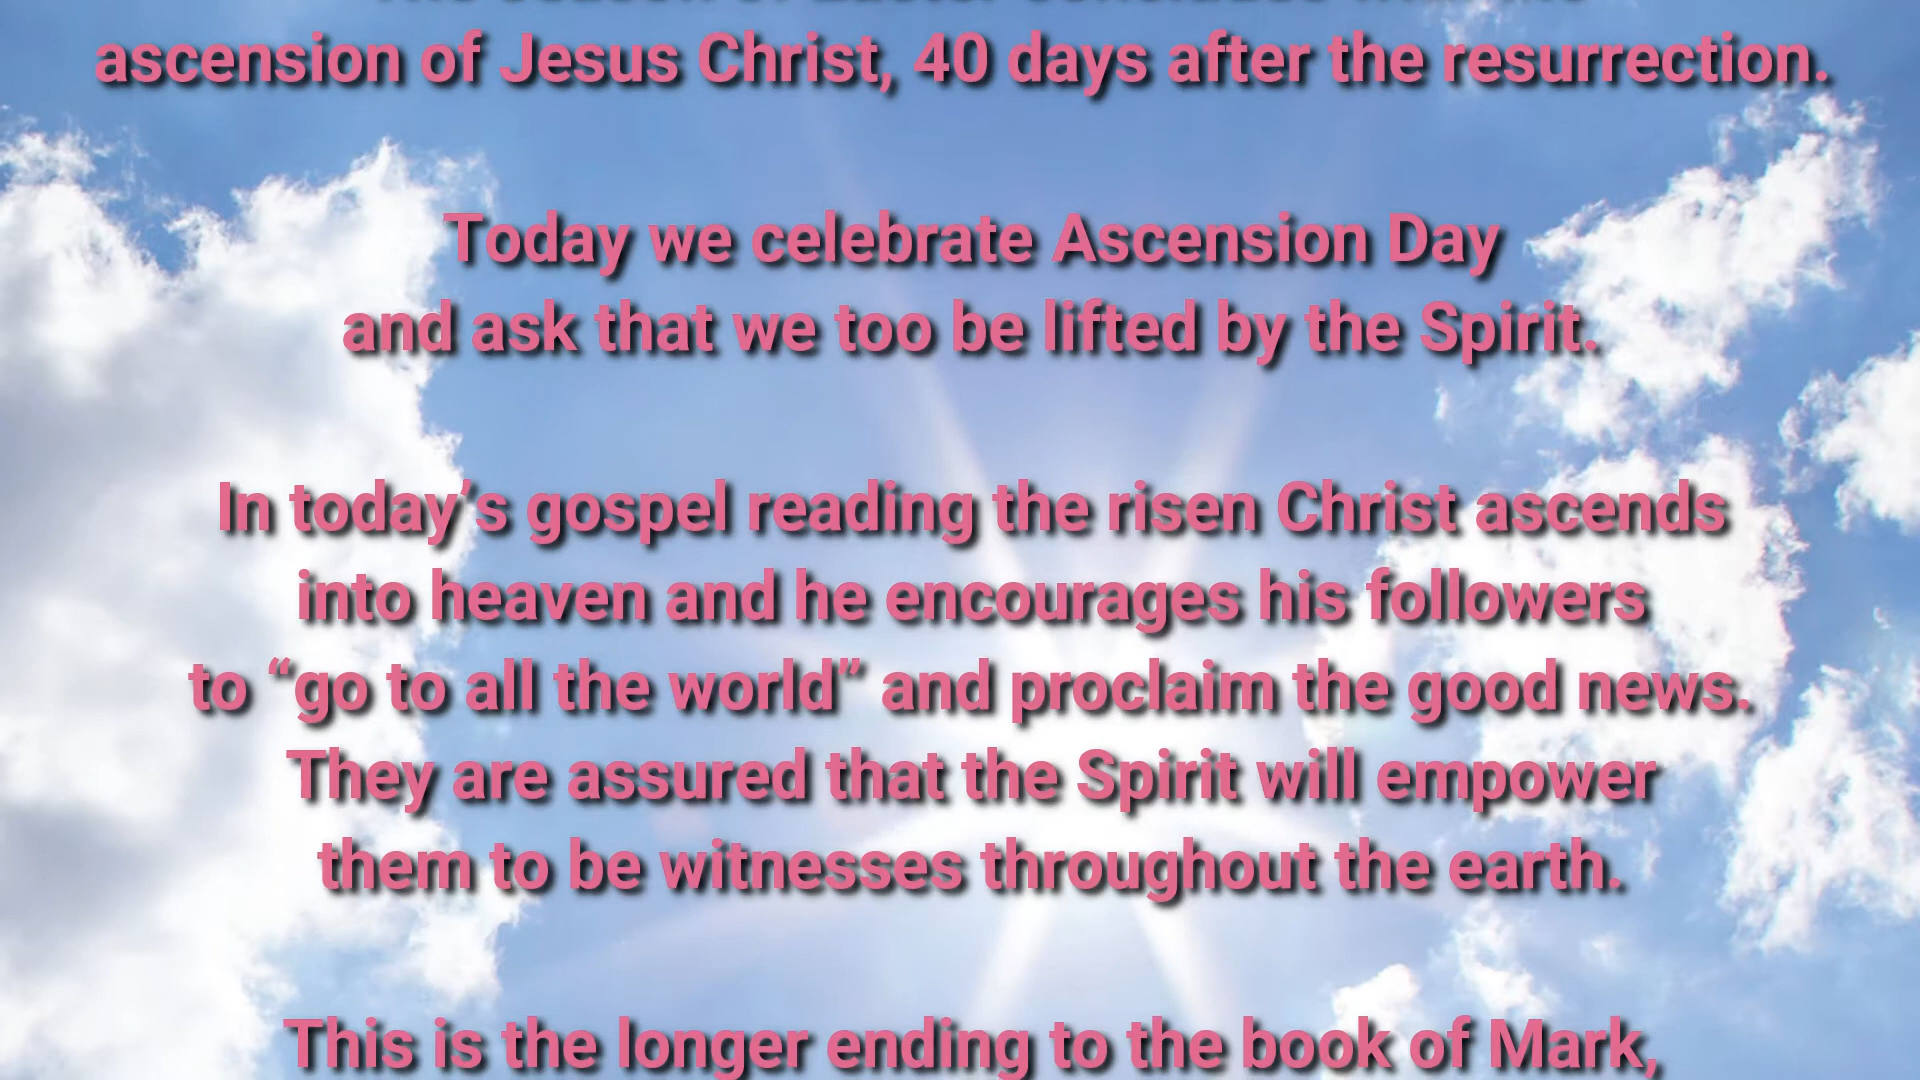 ascension of Jesus Christ, 40 days after the resurrection.
Today we celebrate Ascension Day
and ask that we too be lifted by the Spirit.
In today’s gospel reading the risen Christ ascends
into heaven and he encourages his followers
to “go to all the world” and proclaim the good news.
They are assured that the Spirit will empower
them to be witnesses throughout the earth.
This is the longer ending to the book of Mark,